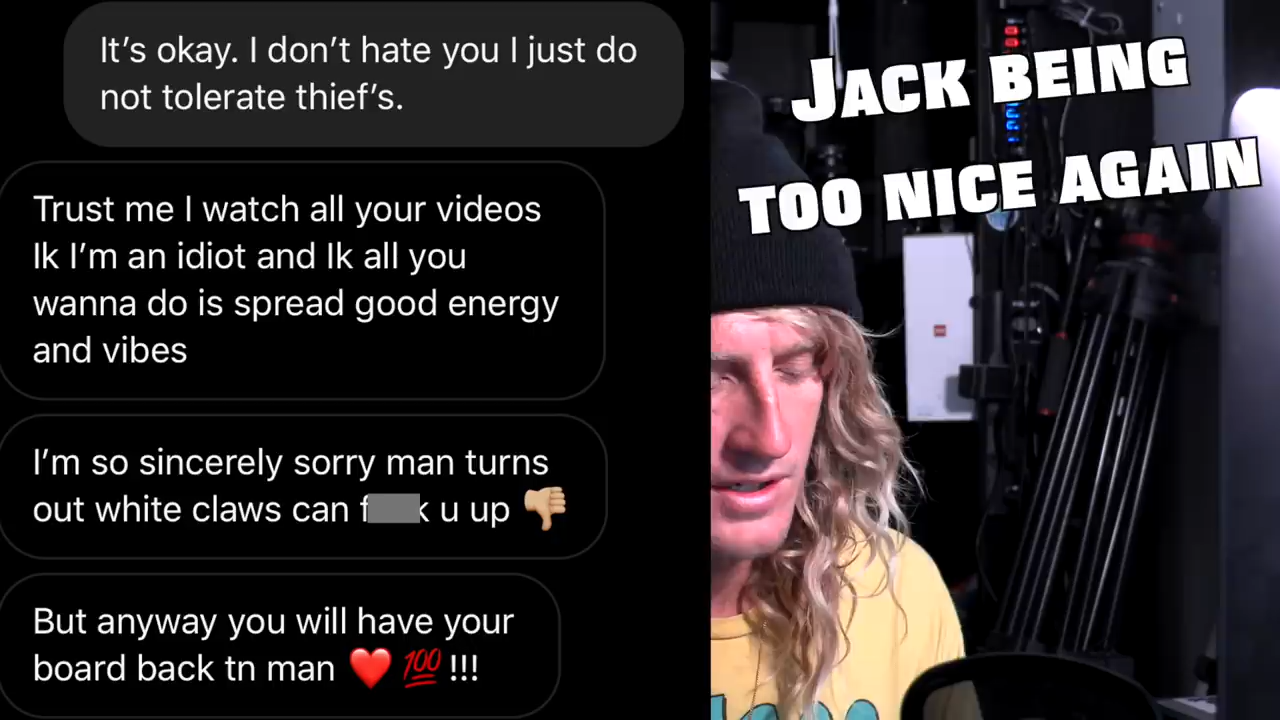 It’s okay. I don’t hate you I just do
not tolerate thief’s.
Trust me I watch all your videos
Ik I’m an idiot and Ik all you
wanna do is spread good energy
and vibes
I’m so sincerely sorry man turns
out white claws can f k u up 👎🏼
But anyway you will have your
board back tn man ❤️ 💯 !!!
JACK BEING
TOO NICE AGAIN